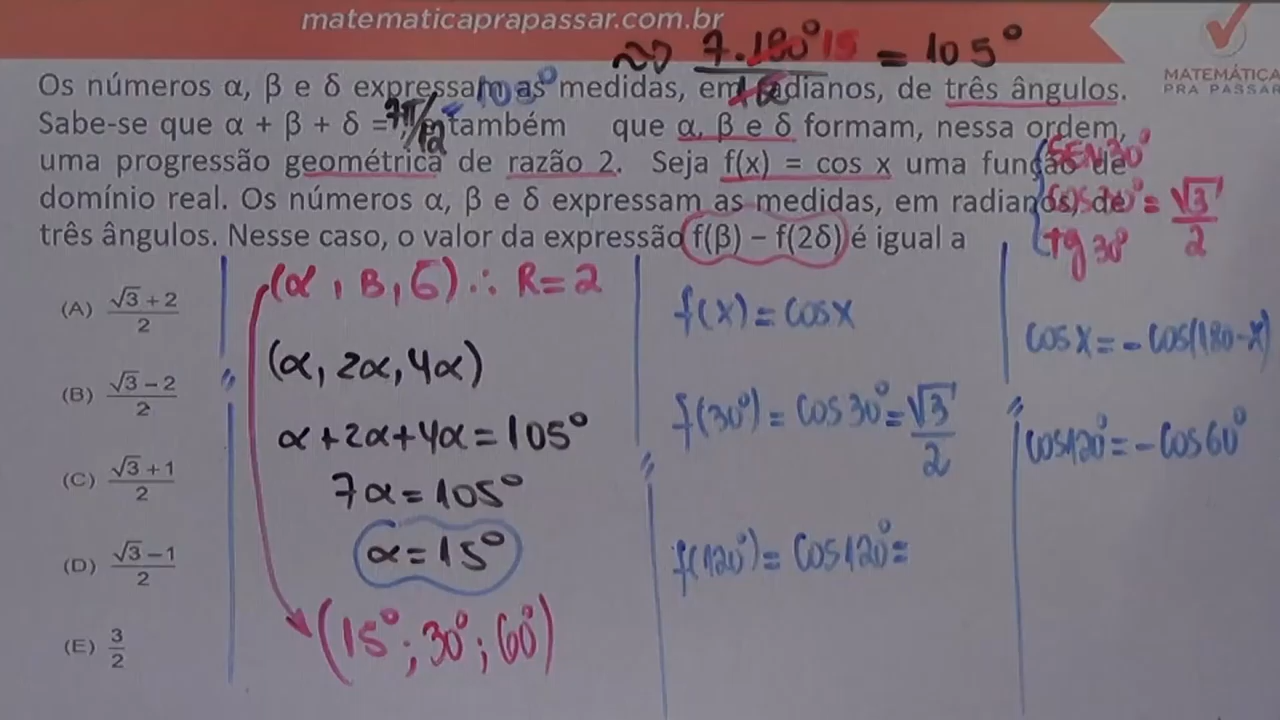 matematicaprapassar.com.br
7.180° 15 = 105°
12
MATEMÁTICA
PRA PASSAR
Os números α, β e δ expressam as medidas, em radianos, de três ângulos.
105°
Sabe-se que α + β + δ = 7π/12 e também que α, β e δ formam, nessa ordem,
uma progressão geométrica de razão 2. Seja f(x) = cos x uma função de
domínio real. Os números α, β e δ expressam as medidas, em radianos, de
três ângulos. Nesse caso, o valor da expressão f(β) – f(2δ) é igual a
SEN 30°
COS 30° = √3/2
tg 30°
(A) (√3 + 2)/2
(B) (√3 – 2)/2
(C) (√3 + 1)/2
(D) (√3 – 1)/2
(E) 3/2
(α, B, δ) ∴ R = 2
(α, 2α, 4α)
α + 2α + 4α = 105°
7α = 105°
α = 15°
(15°; 30°; 60°)
f(x) = cos x
f(30°) = cos 30° = √3/2
f(120°) = cos 120° =
cos x = - cos(180 - x)
cos 120° = - cos 60°